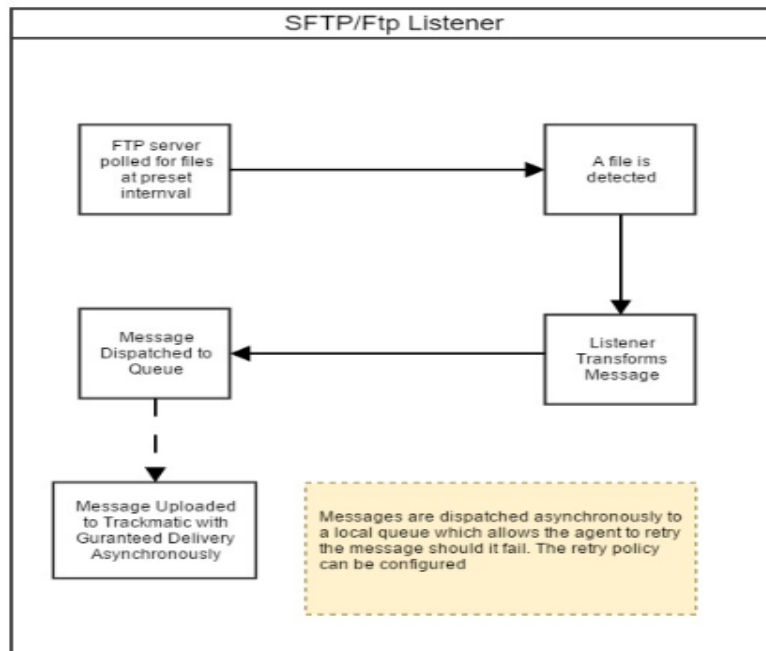 SFTP/Ftp Listener
FTP server
polled for files
at preset
internval
A file is
detected
Listener
Transforms
Message
Message
Dispatched to
Queue
Message Uploaded
to Trackmatic with
Guranteed Delivery
Asynchronously
Messages are dispatched asynchronously to
a local queue which allows the agent to retry
the message should it fail. The retry policy
can be configured